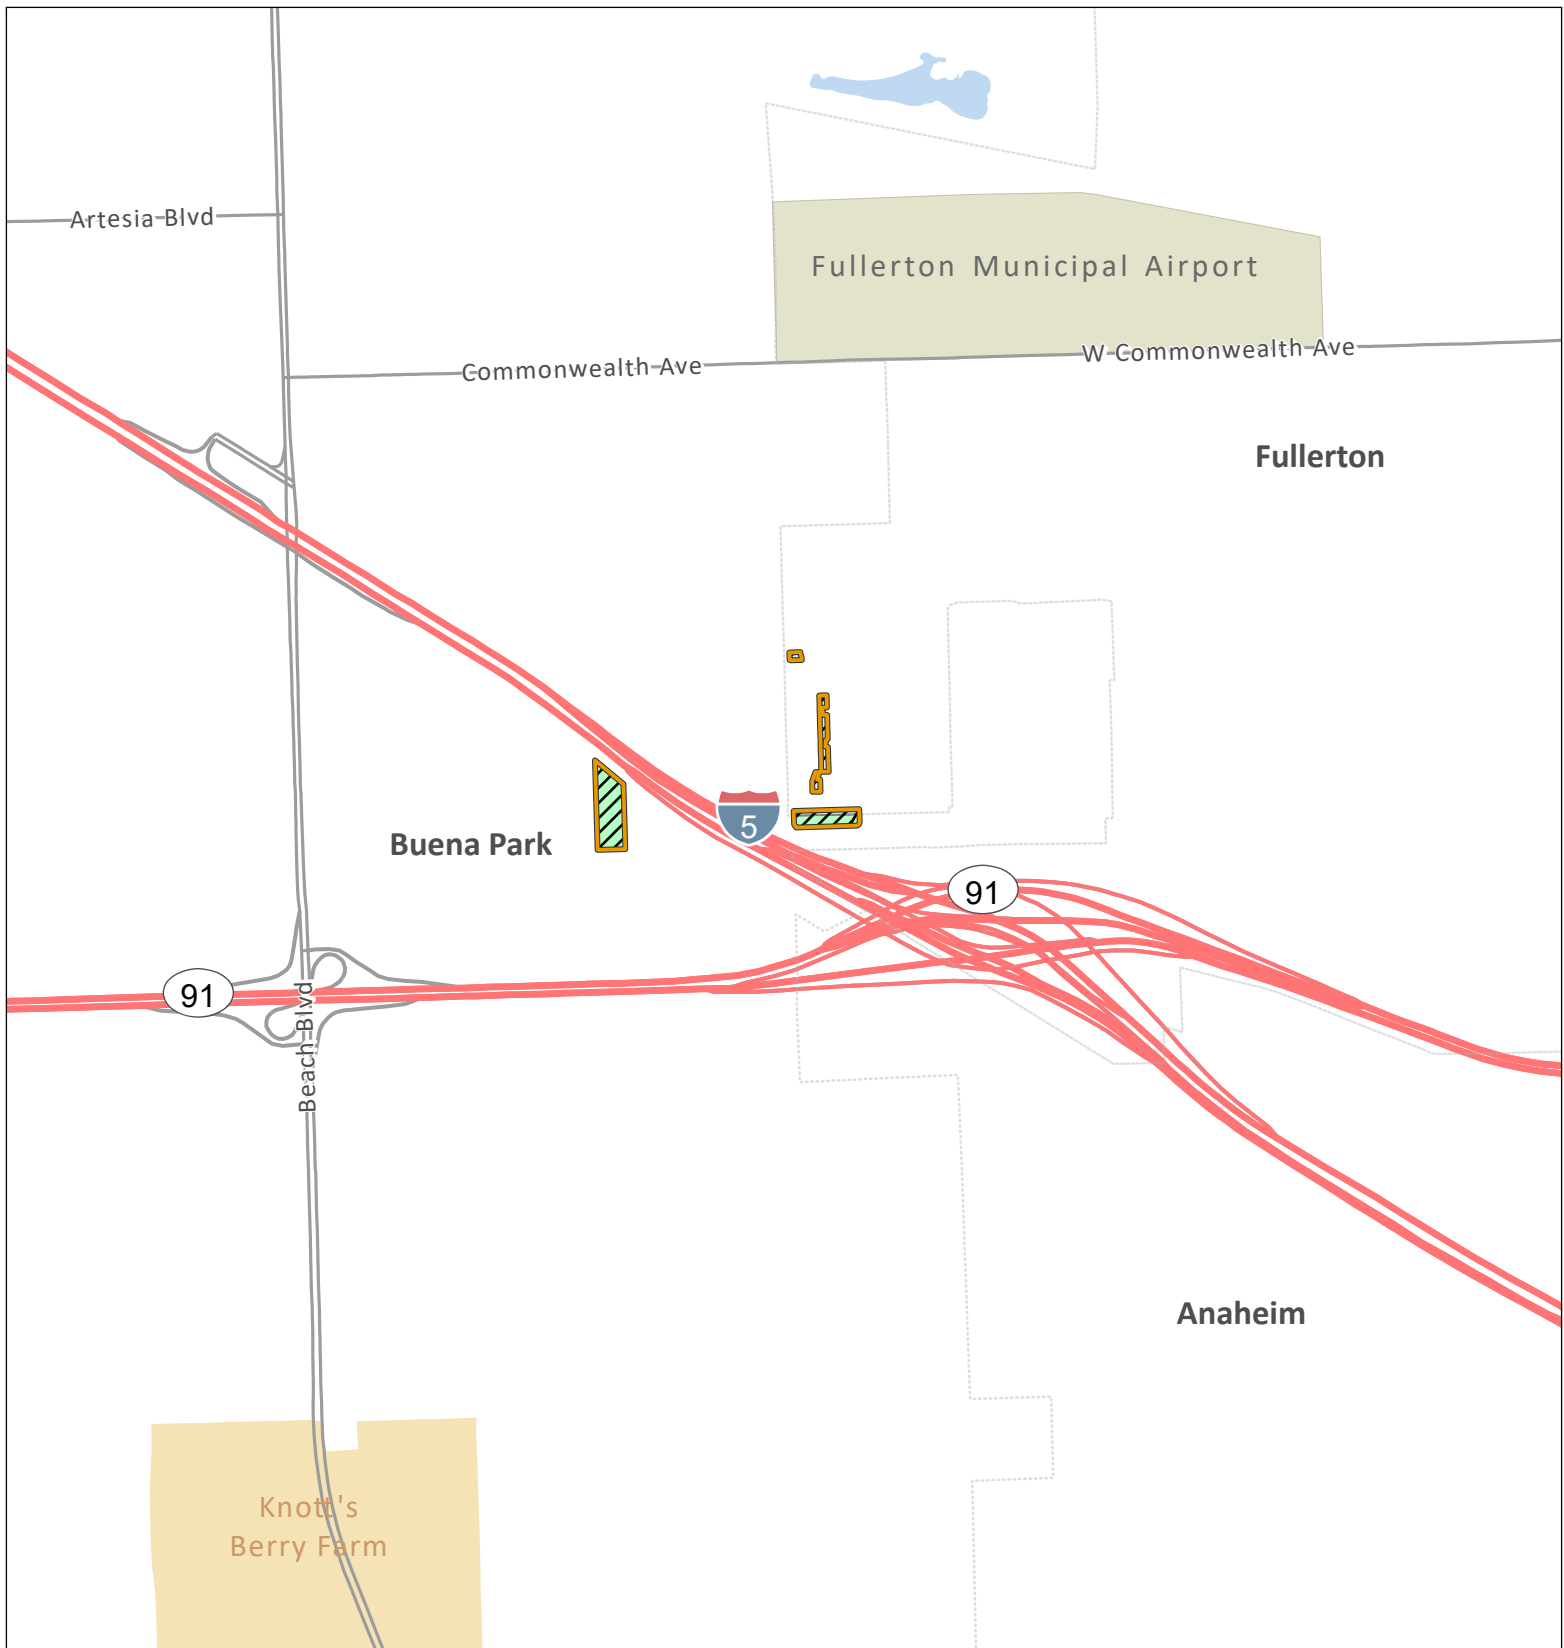 Artesia Blvd
Fullerton Municipal Airport
W Commonwealth Ave
Commonwealth Ave
Fullerton
5
Buena Park
91
91
Beach Blvd
Anaheim
Knott's
Berry Farm